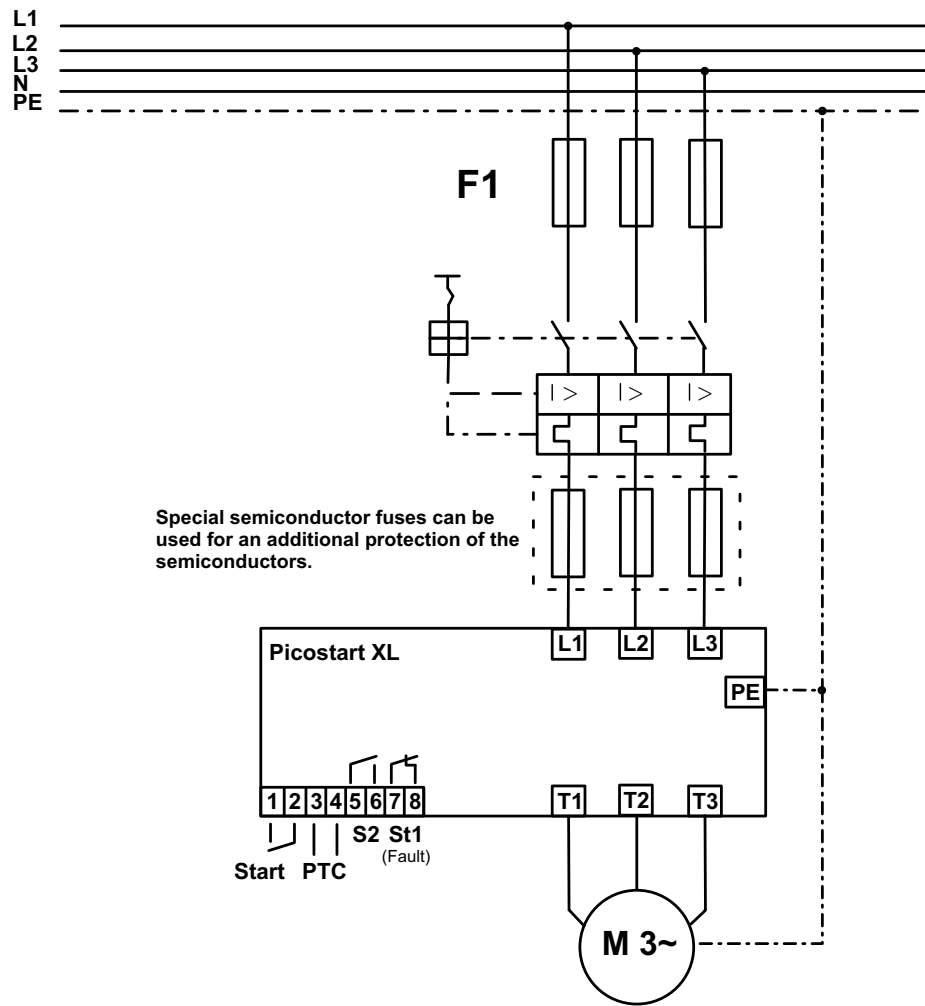 L1
L2
L3
N
PE
F1
I > I > I >
Special semiconductor fuses can be
used for an additional protection of the
semiconductors.
Picostart XL
L1 L2 L3
PE
1 2 3 4 5 6 7 8
T1 T2 T3
S2 St1
(Fault)
Start PTC
M 3~